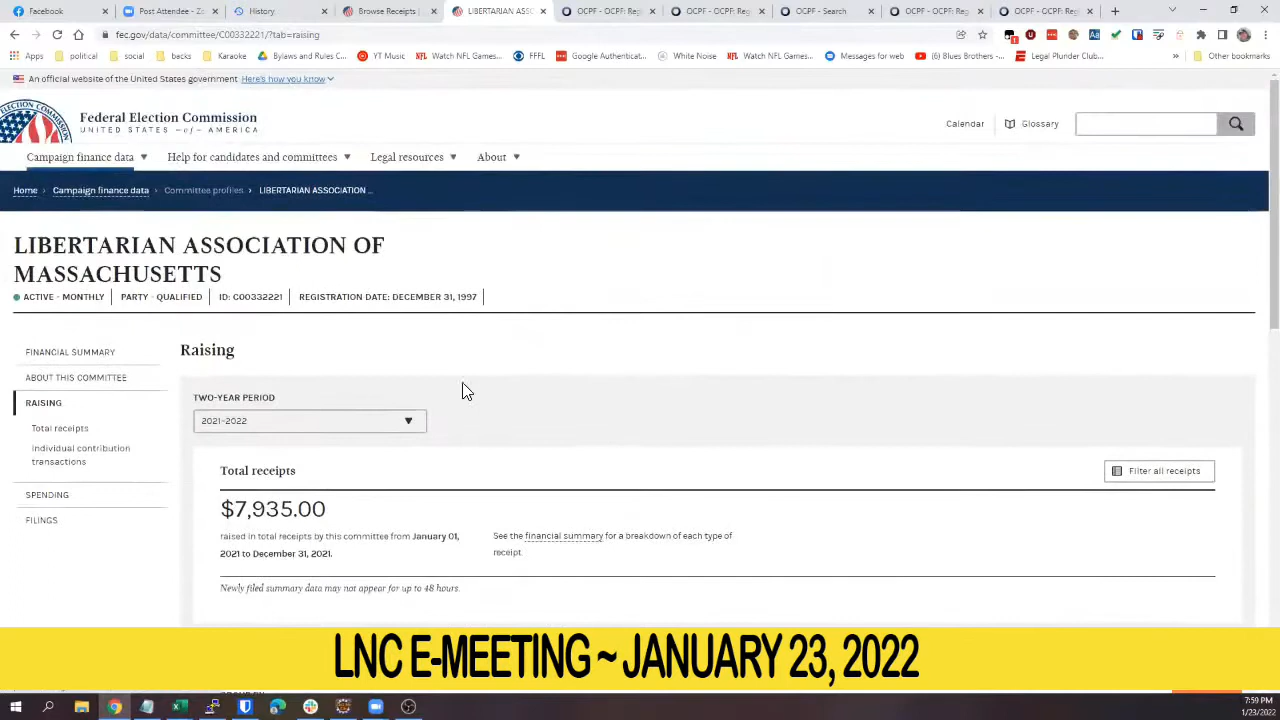 Facebook
Post Attendee - Zo
History
Browse Receipts |
LIBERTARIAN ASS
OCPF - OCPF: Reg
OCPF - OCPF: Reg
OCPF - Search
OCPF - OCPF: Reg
OCPF - OCPF: Reg
fec.gov/data/committee/C00332221/?tab=raising
Apps
political
social
backs
Karaoke
Bylaws and Rules C...
YT Music
Watch NFL Games...
Watch NFL Games...
FFFL
Google Authenticat...
White Noise
Watch NFL Games...
Messages for web
(6) Blues Brothers -...
Legal Plunder Club...
»
Other bookmarks
An official website of the United States government Here's how you know
Federal Election Commission
UNITED STATES —of— AMERICA
Calendar
Glossary
Campaign finance data
Help for candidates and committees
Legal resources
About
Home › Campaign finance data › Committee profiles › LIBERTARIAN ASSOCIATION ...
LIBERTARIAN ASSOCIATION OF
MASSACHUSETTS
ACTIVE - MONTHLY
PARTY - QUALIFIED
ID: C00332221
REGISTRATION DATE: DECEMBER 31, 1997
FINANCIAL SUMMARY
ABOUT THIS COMMITTEE
RAISING
Total receipts
Individual contribution
transactions
SPENDING
FILINGS
Raising
TWO-YEAR PERIOD
2021–2022
Total receipts
Filter all receipts
$7,935.00
raised in total receipts by this committee from January 01,
2021 to December 31, 2021.
See the financial summary for a breakdown of each type of
receipt.
Newly filed summary data may not appear for up to 48 hours.
LNC E-MEETING ~ JANUARY 23, 2022
7:59 PM
1/23/2022